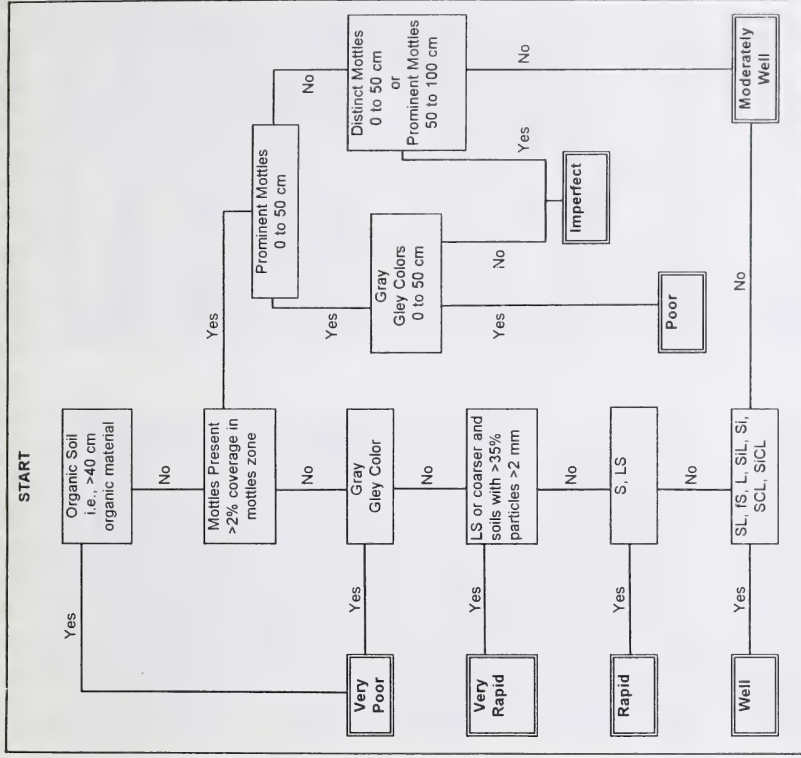 START
Organic Soil
i.e., >40 cm
organic material
Yes
No
Mottles Present
>2% coverage in
mottles zone
Yes
No
Prominent Mottles
0 to 50 cm
Yes
No
Gray
Gley Colors
0 to 50 cm
Yes
No
Distinct Mottles
0 to 50 cm
or
Prominent Mottles
50 to 100 cm
Yes
No
Imperfect
Poor
Moderately
Well
Gray
Gley Color
Yes
No
Very
Poor
LS or coarser and
soils with >35%
particles >2 mm
Yes
No
Very
Rapid
S, LS
Yes
No
Rapid
SL, fS, L, SiL, Si,
SCL, SiCL
Yes
No
Well